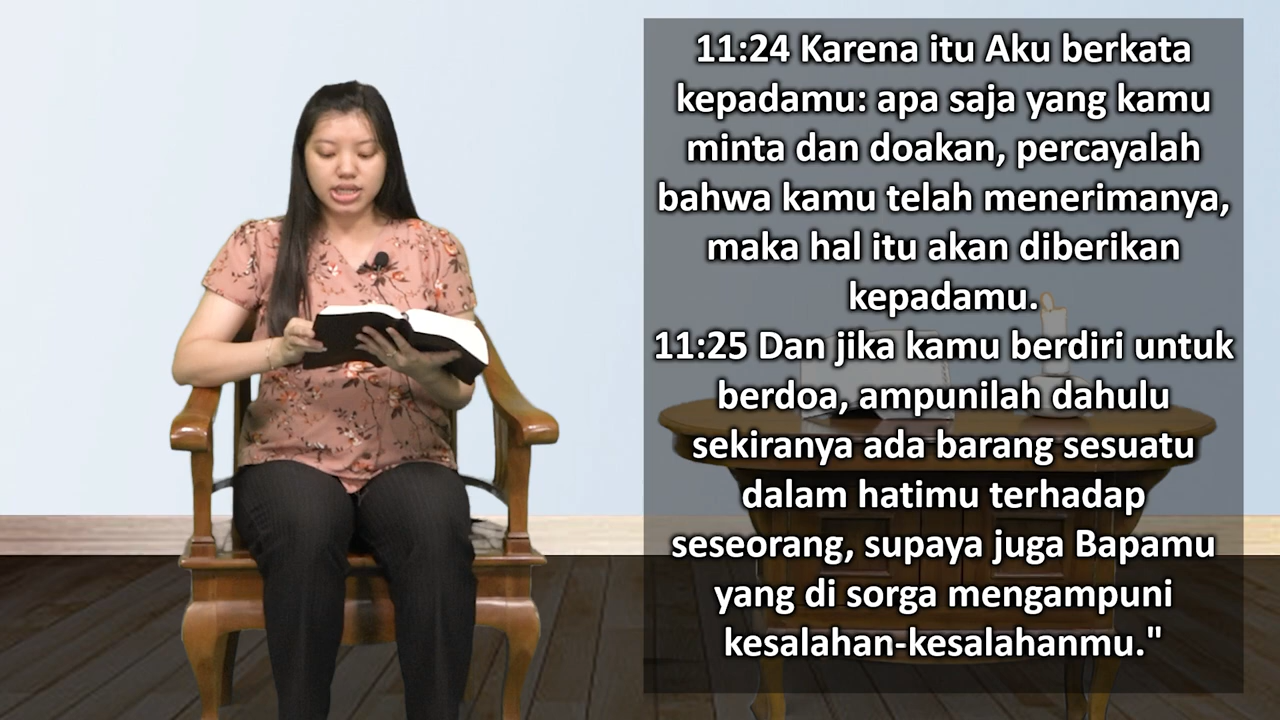 11:24 Karena itu Aku berkata
kepadamu: apa saja yang kamu
minta dan doakan, percayalah
bahwa kamu telah menerimanya,
maka hal itu akan diberikan
kepadamu.
11:25 Dan jika kamu berdiri untuk
berdoa, ampunilah dahulu
sekiranya ada barang sesuatu
dalam hatimu terhadap
seseorang, supaya juga Bapamu
yang di sorga mengampuni
kesalahan-kesalahanmu."